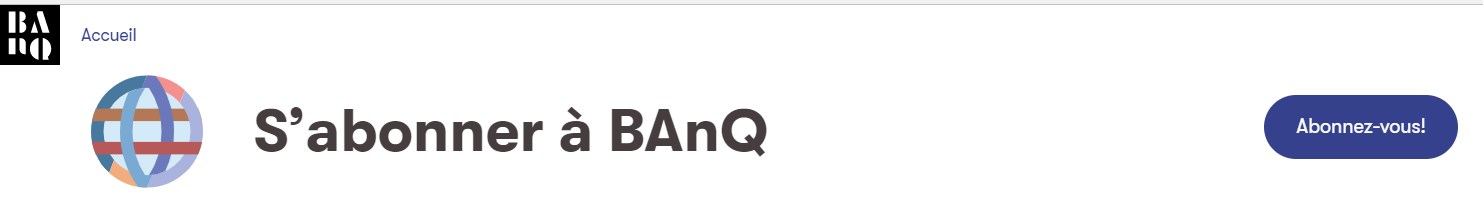 BA
NQ
Accueil
S’abonner à BAnQ
Abonnez-vous!